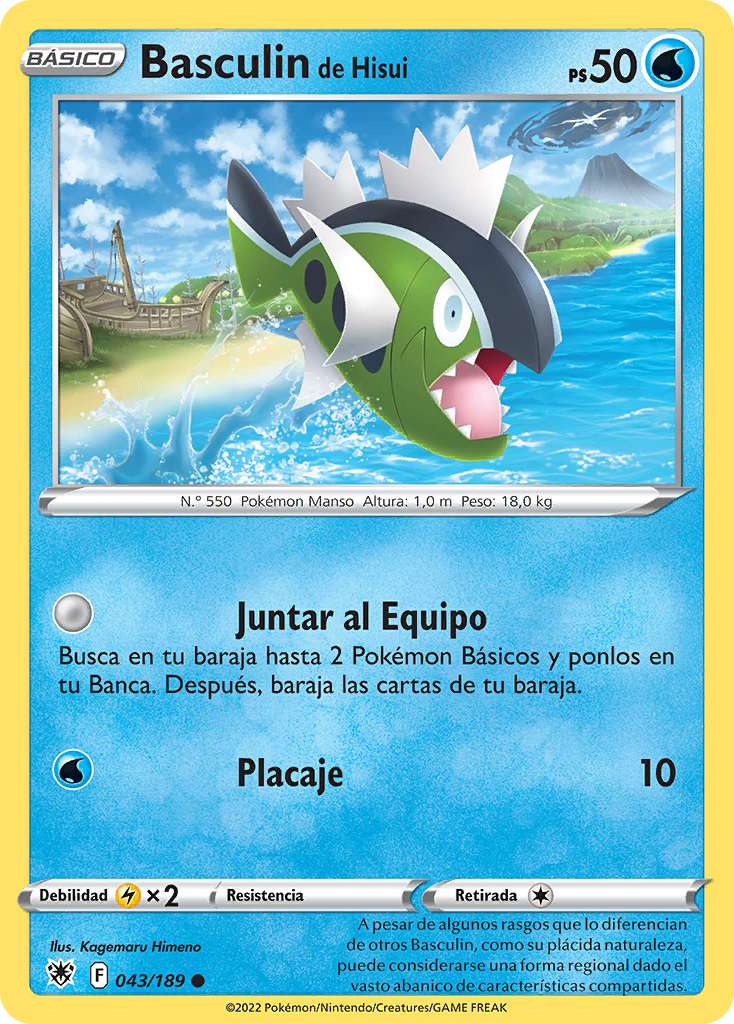 BÁSICO
Basculin de Hisui
PS50
N.º 550 Pokémon Manso Altura: 1,0 m Peso: 18,0 kg
Juntar al Equipo
Busca en tu baraja hasta 2 Pokémon Básicos y ponlos en
tu Banca. Después, baraja las cartas de tu baraja.
Placaje 10
Debilidad ×2 Resistencia Retirada
Ilus. Kagemaru Himeno
F 043/189
A pesar de algunos rasgos que lo diferencian
de otros Basculin, como su plácida naturaleza,
puede considerarse una forma regional dado el
vasto abanico de características compartidas.
©2022 Pokémon/Nintendo/Creatures/GAME FREAK